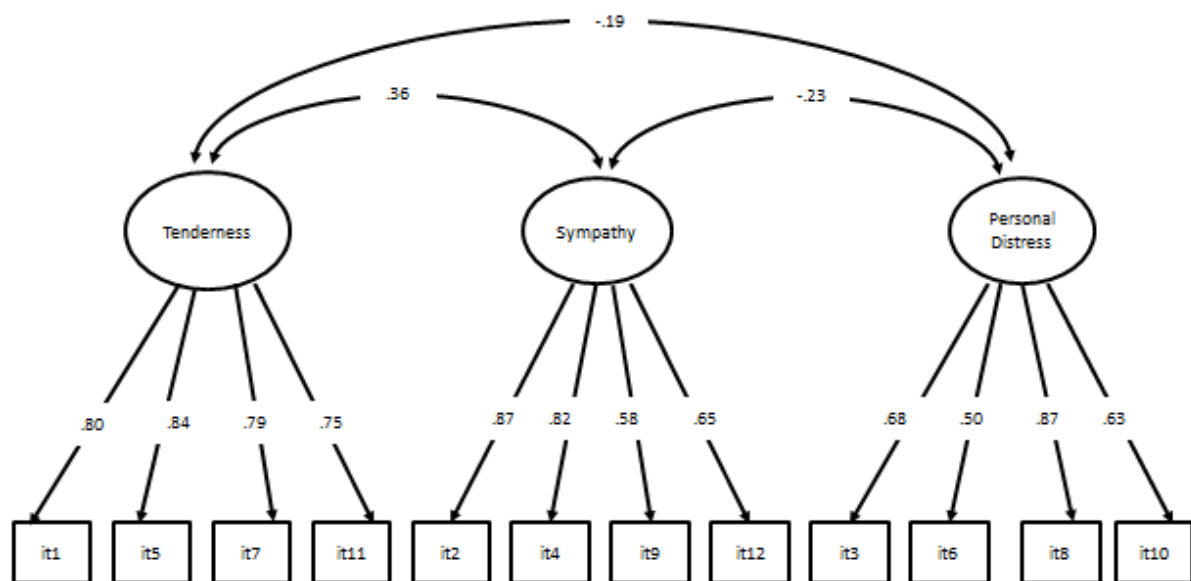 -.19
.36
-.23
Tenderness
Sympathy
Personal
Distress
.80
.84
.79
.75
.87
.82
.58
.65
.68
.50
.87
.63
it1
it5
it7
it11
it2
it4
it9
it12
it3
it6
it8
it10